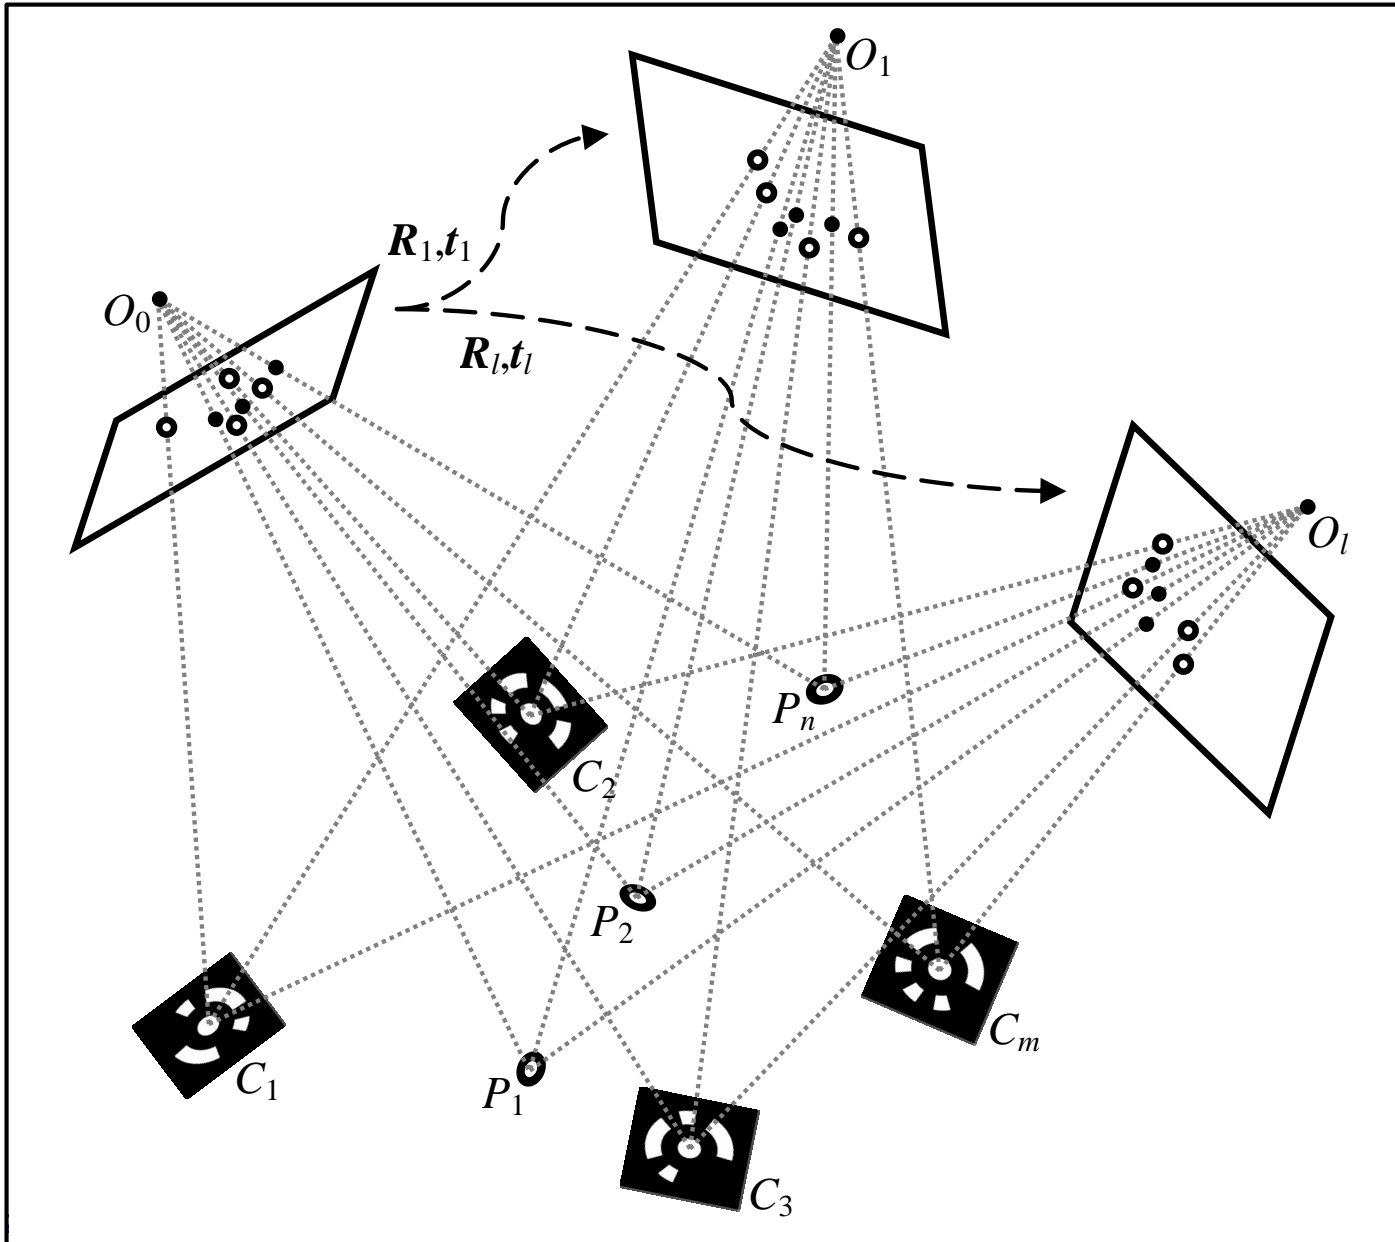 O₁
R₁,t₁
O₀
Rₗ,tₗ
Oₗ
Pₙ
C₂
P₂
Cₘ
C₁
P₁
C₃